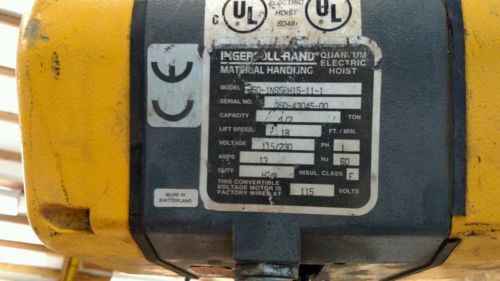 C UL
ELECTRIC
HOIST
UL
CE
INGERSOLL-RAND
MATERIAL HANDLING
QUANTUM
ELECTRIC
HOIST
MODEL
SERIAL NO.
CAPACITY 1/2 TON
LIFT SPEED 18 FT./MIN.
VOLTAGE 115/230 PH 1
AMPS 13 Hz 60
DUTY INSUL. CLASS F
THIS CONVERTIBLE
VOLTAGE MOTOR IS
FACTORY WIRED AT 115 VOLTS
MADE IN
SWITZERLAND